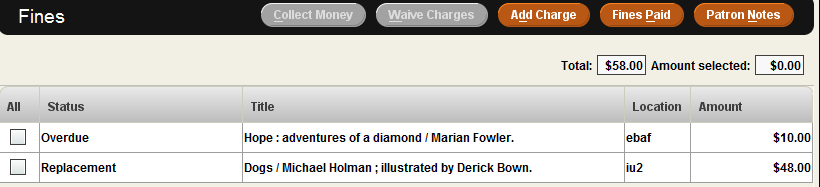 Fines Collect Money Waive Charges Add Charge Fines Paid Patron Notes
Total: $58.00 Amount selected: $0.00
All Status Title Location Amount
Overdue Hope : adventures of a diamond / Marian Fowler. ebaf $10.00
Replacement Dogs / Michael Holman ; illustrated by Derick Bown. iu2 $48.00